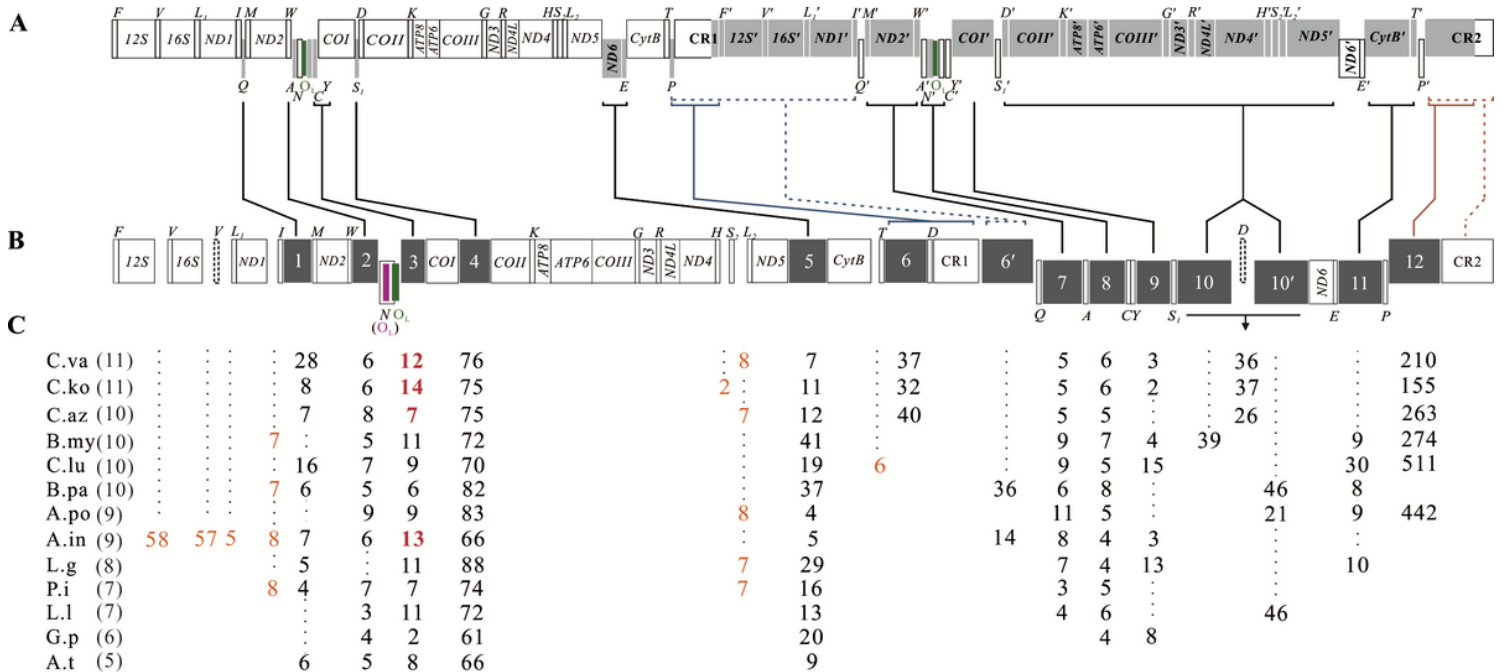 A
F V L₁ I M W D K G R HS₂L₂ T F' V' L₁' I' M' W' D' K' G' R' H'S₂'L₂' T'
12S 16S ND1 ND2 COI COII ATP8 ATP6 COIII ND3 ND4L ND4 ND5 ND6 CytB CR1 12S' 16S' ND1' ND2' COI' COII' ATP8' ATP6' COIII' ND3' ND4L' ND4' ND5' ND6' CytB' CR2
Q A N O_L C Y S₁ E P Q' A' N' O_L C' Y' S₁' E' P'
B
F V V L₁ I M W K G R H S₂ L₂ T D D
12S 16S ND1 1 ND2 2 3 COI 4 COII ATP8 ATP6 COIII ND3 ND4L ND4 ND5 5 CytB 6 CR1 6' 7 8 9 10 10' ND6 11 12 CR2
N O_L Q A CY S₁ E P
(O_L)
C
C.va (11) 28 6 12 76 8 7 37 5 6 3 36 210
C.ko (11) 8 6 14 75 2 11 32 5 6 2 37 155
C.az (10) 7 8 7 75 7 12 40 5 5 26 263
B.my (10) 7 5 11 72 41 9 7 4 39 9 274
C.lu (10) 16 7 9 70 19 6 9 5 15 30 511
B.pa (10) 7 6 5 6 82 37 36 6 8 46 8
A.po (9) 9 9 83 8 4 11 5 21 9 442
A.in (9) 58 57 5 8 7 6 13 66 5 14 8 4 3
L.g (8) 5 11 88 7 29 7 4 13 10
P.i (7) 8 4 7 7 74 7 16 3 5
L.l (7) 3 11 72 13 4 6 46
G.p (6) 4 2 61 20 4 8
A.t (5) 6 5 8 66 9